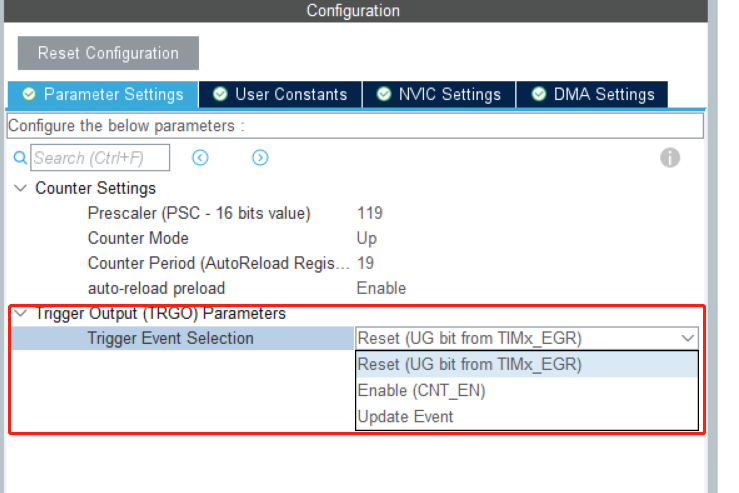 Configuration
Reset Configuration
Parameter Settings User Constants NVIC Settings DMA Settings
Configure the below parameters :
Search (Ctrl+F)
Counter Settings
Prescaler (PSC - 16 bits value) 119
Counter Mode Up
Counter Period (AutoReload Regis... 19
auto-reload preload Enable
Trigger Output (TRGO) Parameters
Trigger Event Selection Reset (UG bit from TIMx_EGR)
Reset (UG bit from TIMx_EGR)
Enable (CNT_EN)
Update Event